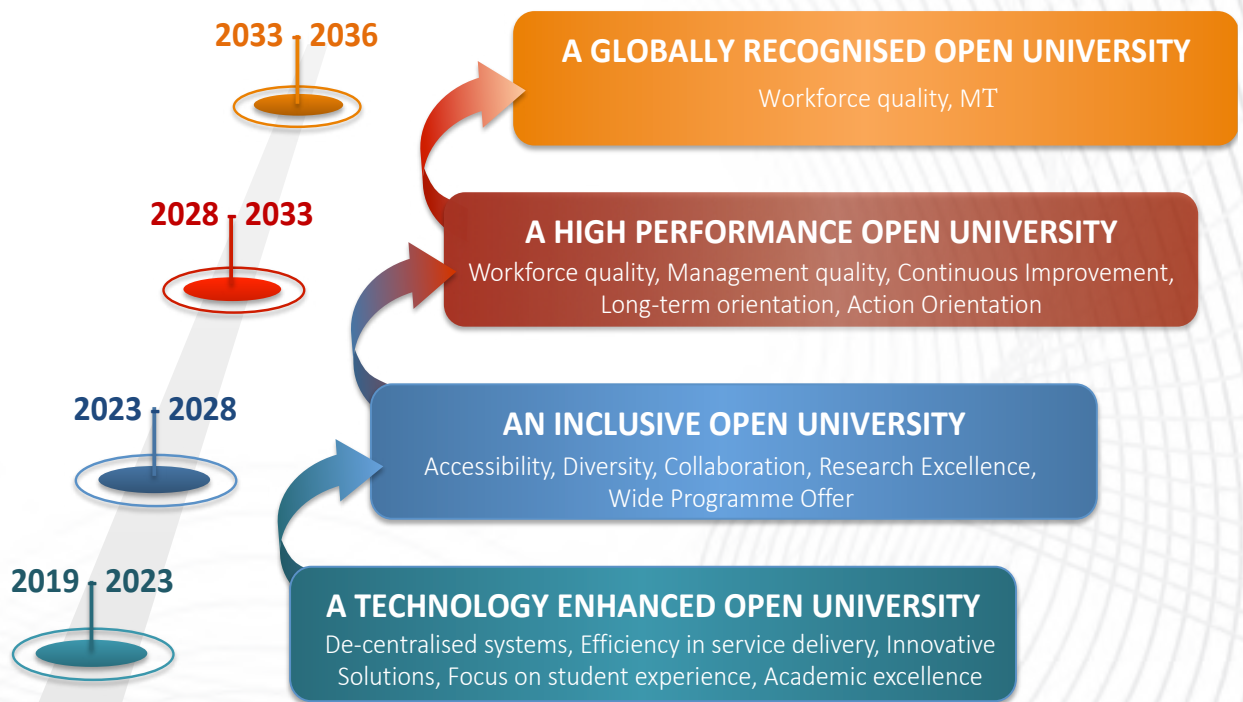 2033 - 2036
A GLOBALLY RECOGNISED OPEN UNIVERSITY
Workforce quality, MT
2028 - 2033
A HIGH PERFORMANCE OPEN UNIVERSITY
Workforce quality, Management quality, Continuous Improvement,
Long-term orientation, Action Orientation
2023 - 2028
AN INCLUSIVE OPEN UNIVERSITY
Accessibility, Diversity, Collaboration, Research Excellence,
Wide Programme Offer
2019 - 2023
A TECHNOLOGY ENHANCED OPEN UNIVERSITY
De-centralised systems, Efficiency in service delivery, Innovative
Solutions, Focus on student experience, Academic excellence